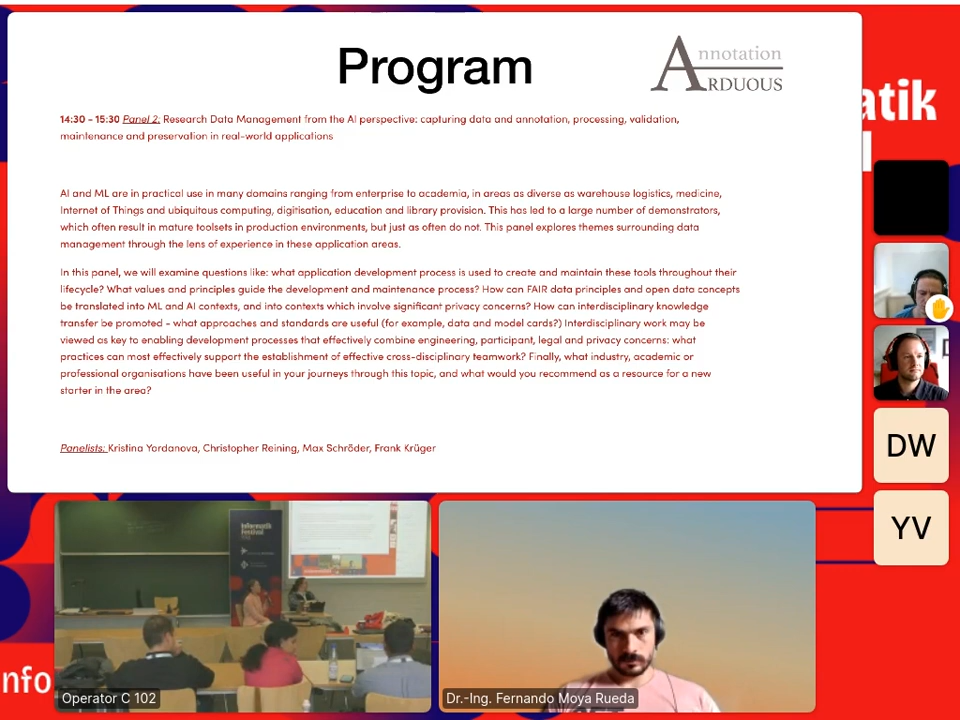 Program
Annotation
ARDUOUS
14:30 - 15:30 Panel 2: Research Data Management from the AI perspective: capturing data and annotation, processing, validation,
maintenance and preservation in real-world applications
AI and ML are in practical use in many domains ranging from enterprise to academia, in areas as diverse as warehouse logistics, medicine,
Internet of Things and ubiquitous computing, digitisation, education and library provision. This has led to a large number of demonstrators,
which often result in mature toolsets in production environments, but just as often do not. This panel explores themes surrounding data
management through the lens of experience in these application areas.
In this panel, we will examine questions like: what application development process is used to create and maintain these tools throughout their
lifecycle? What values and principles guide the development and maintenance process? How can FAIR data principles and open data concepts
be translated into ML and AI contexts, and into contexts which involve significant privacy concerns? How can interdisciplinary knowledge
transfer be promoted - what approaches and standards are useful (for example, data and model cards?) Interdisciplinary work may be
viewed as key to enabling development processes that effectively combine engineering, participant, legal and privacy concerns: what
practices can most effectively support the establishment of effective cross-disciplinary teamwork? Finally, what industry, academic or
professional organisations have been useful in your journeys through this topic, and what would you recommend as a resource for a new
starter in the area?
Panelists: Kristina Yordanova, Christopher Reining, Max Schröder, Frank Krüger
atik
DW
YV
Informatik
Festival
nfo
Operator C 102
Dr.-Ing. Fernando Moya Rueda